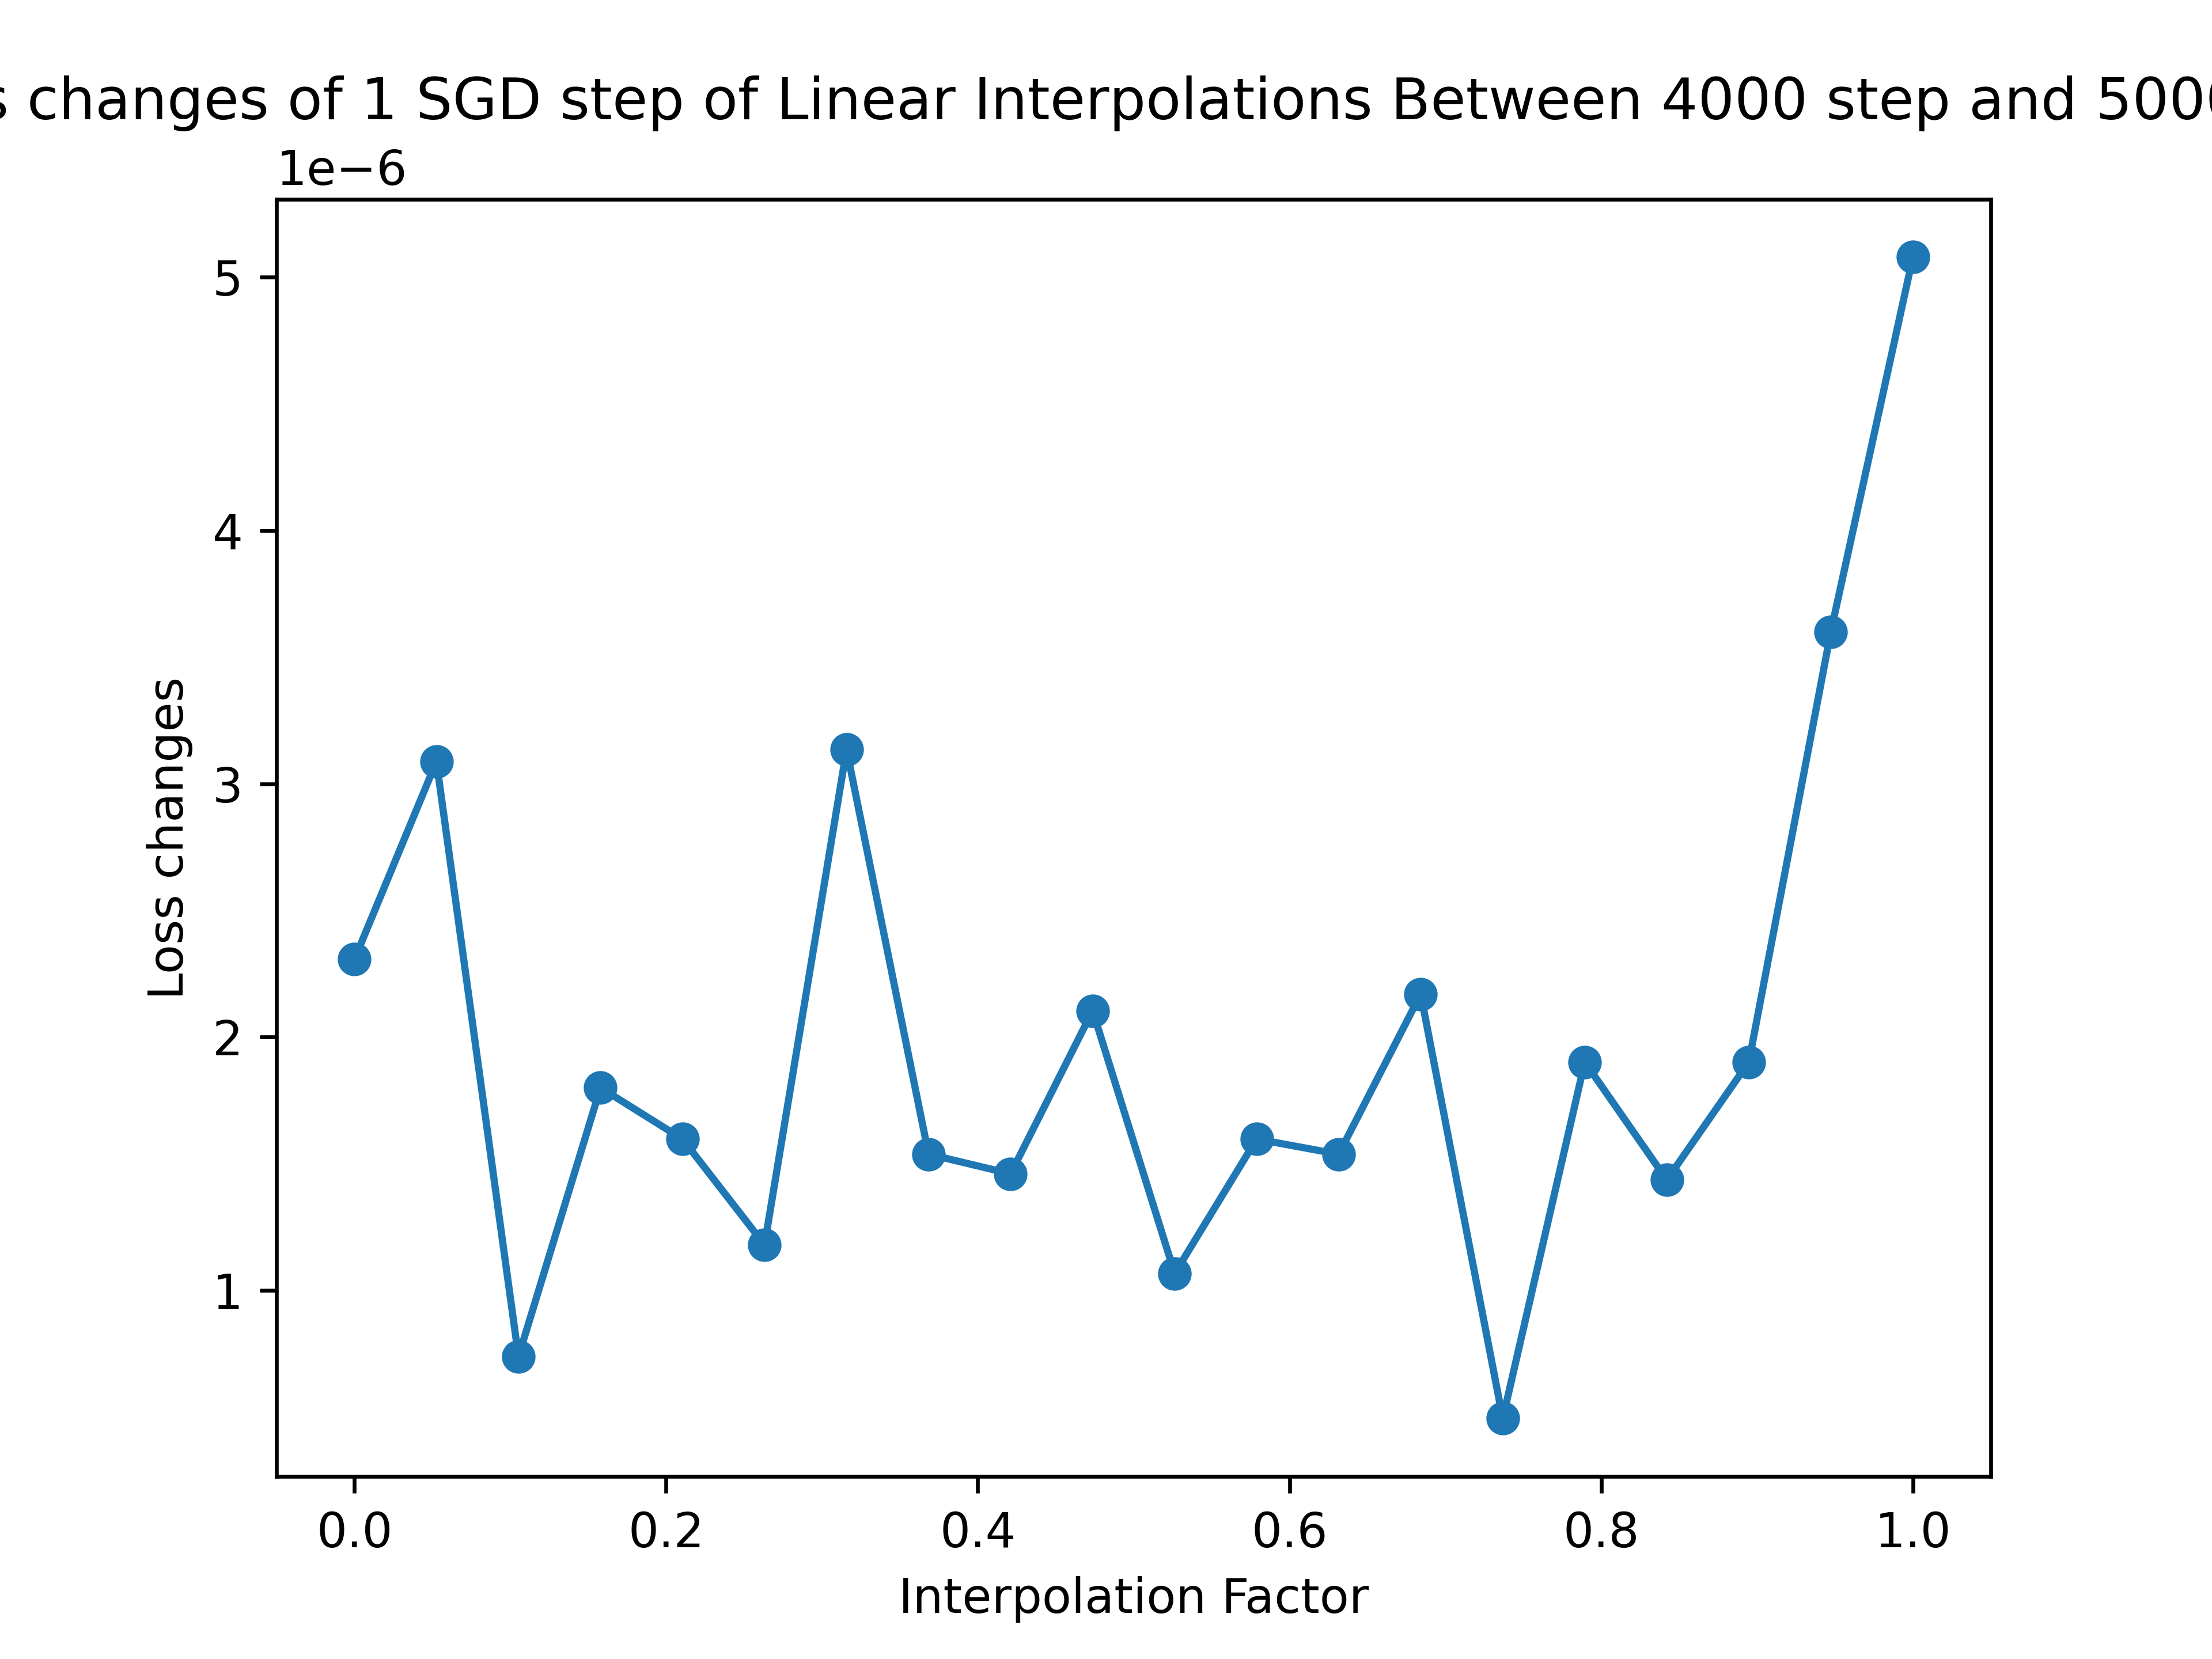 changes of 1 SGD step of Linear Interpolations Between 4000 step and
1e−6
5
4
3
2
1
Loss changes
0.0 0.2 0.4 0.6 0.8 1.0
Interpolation Factor